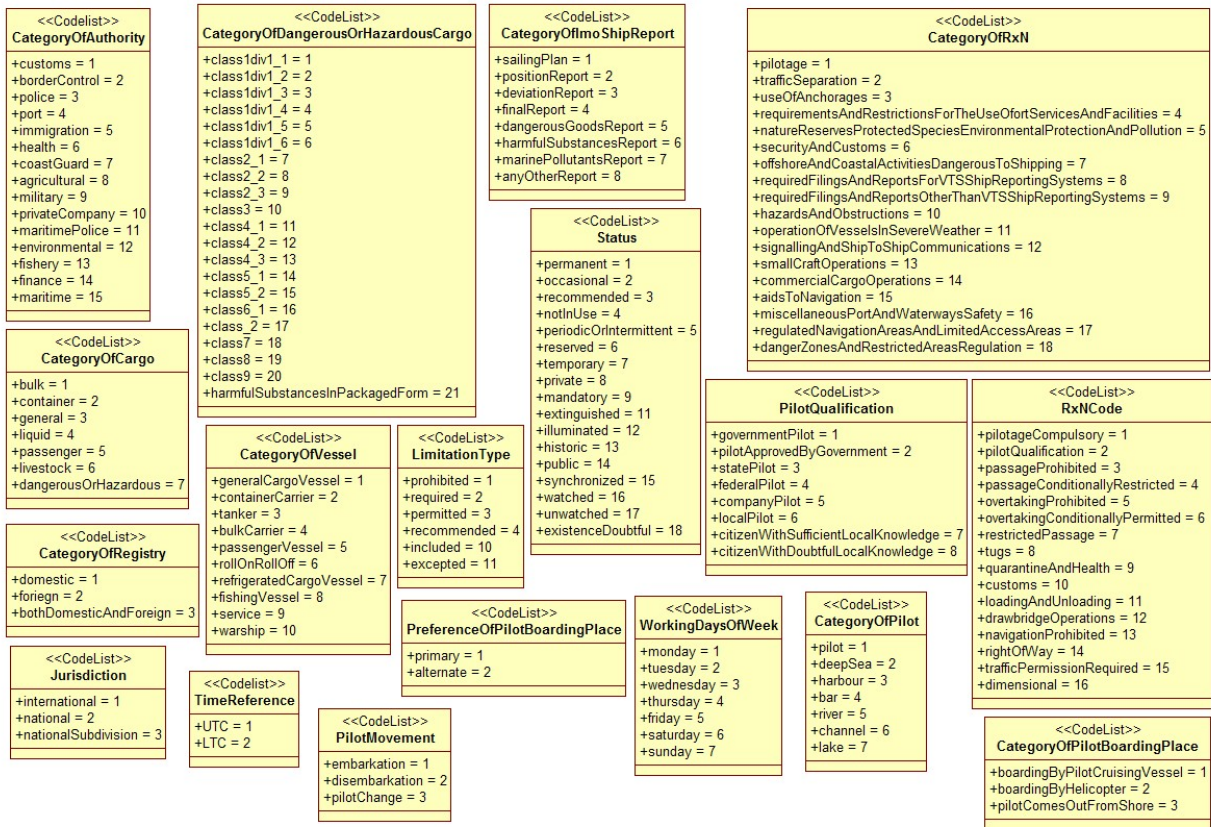 <<Codelist>>
CategoryOfAuthority
+customs = 1
+borderControl = 2
+police = 3
+port = 4
+immigration = 5
+health = 6
+coastGuard = 7
+agricultural = 8
+military = 9
+privateCompany = 10
+maritimePolice = 11
+environmental = 12
+fishery = 13
+finance = 14
+maritime = 15
<<CodeList>>
CategoryOfDangerousOrHazardousCargo
+class1div1_1 = 1
+class1div1_2 = 2
+class1div1_3 = 3
+class1div1_4 = 4
+class1div1_5 = 5
+class1div1_6 = 6
+class2_1 = 7
+class2_2 = 8
+class2_3 = 9
+class3 = 10
+class4_1 = 11
+class4_2 = 12
+class4_3 = 13
+class5_1 = 14
+class5_2 = 15
+class6_1 = 16
+class_2 = 17
+class7 = 18
+class8 = 19
+class9 = 20
+harmfulSubstancesInPackagedForm = 21
<<CodeList>>
CategoryOfImoShipReport
+sailingPlan = 1
+positionReport = 2
+deviationReport = 3
+finalReport = 4
+dangerousGoodsReport = 5
+harmfulSubstancesReport = 6
+marinePollutantsReport = 7
+anyOtherReport = 8
<<CodeList>>
CategoryOfRxN
+pilotage = 1
+trafficSeparation = 2
+useOfAnchorages = 3
+requirementsAndRestrictionsForTheUseOfortServicesAndFacilities = 4
+natureReservesProtectedSpeciesEnvironmentalProtectionAndPollution = 5
+securityAndCustoms = 6
+offshoreAndCoastalActivitiesDangerousToShipping = 7
+requiredFilingsAndReportsForVTSShipReportingSystems = 8
+requiredFilingsAndReportsOtherThanVTSShipReportingSystems = 9
+hazardsAndObstructions = 10
+operationOfVesselsInSevereWeather = 11
+signallingAndShipToShipCommunications = 12
+smallCraftOperations = 13
+commercialCargoOperations = 14
+aidsToNavigation = 15
+miscellaneousPortAndWaterwaysSafety = 16
+regulatedNavigationAreasAndLimitedAccessAreas = 17
+dangerZonesAndRestrictedAreasRegulation = 18
<<CodeList>>
Status
+permanent = 1
+occasional = 2
+recommended = 3
+notInUse = 4
+periodicOrIntermittent = 5
+reserved = 6
+temporary = 7
+private = 8
+mandatory = 9
+extinguished = 11
+illuminated = 12
+historic = 13
+public = 14
+synchronized = 15
+watched = 16
+unwatched = 17
+existenceDoubtful = 18
<<CodeList>>
CategoryOfCargo
+bulk = 1
+container = 2
+general = 3
+liquid = 4
+passenger = 5
+livestock = 6
+dangerousOrHazardous = 7
<<CodeList>>
CategoryOfVessel
+generalCargoVessel = 1
+containerCarrier = 2
+tanker = 3
+bulkCarrier = 4
+passengerVessel = 5
+rollOnRollOff = 6
+refrigeratedCargoVessel = 7
+fishingVessel = 8
+service = 9
+warship = 10
<<CodeList>>
LimitationType
+prohibited = 1
+required = 2
+permitted = 3
+recommended = 4
+included = 10
+excepted = 11
<<CodeList>>
PilotQualification
+governmentPilot = 1
+pilotApprovedByGovernment = 2
+statePilot = 3
+federalPilot = 4
+companyPilot = 5
+localPilot = 6
+citizenWithSufficientLocalKnowledge = 7
+citizenWithDoubtfulLocalKnowledge = 8
<<CodeList>>
RxNCode
+pilotageCompulsory = 1
+pilotQualification = 2
+passageProhibited = 3
+passageConditionallyRestricted = 4
+overtakingProhibited = 5
+overtakingConditionallyPermitted = 6
+restrictedPassage = 7
+tugs = 8
+quarantineAndHealth = 9
+customs = 10
+loadingAndUnloading = 11
+drawbridgeOperations = 12
+navigationProhibited = 13
+rightOfWay = 14
+trafficPermissionRequired = 15
+dimensional = 16
<<CodeList>>
CategoryOfRegistry
+domestic = 1
+foriegn = 2
+bothDomesticAndForeign = 3
<<CodeList>>
PreferenceOfPilotBoardingPlace
+primary = 1
+alternate = 2
<<CodeList>>
WorkingDaysOfWeek
+monday = 1
+tuesday = 2
+wednesday = 3
+thursday = 4
+friday = 5
+saturday = 6
+sunday = 7
<<CodeList>>
CategoryOfPilot
+pilot = 1
+deepSea = 2
+harbour = 3
+bar = 4
+river = 5
+channel = 6
+lake = 7
<<CodeList>>
Jurisdiction
+international = 1
+national = 2
+nationalSubdivision = 3
<<Codelist>>
TimeReference
+UTC = 1
+LTC = 2
<<CodeList>>
PilotMovement
+embarkation = 1
+disembarkation = 2
+pilotChange = 3
<<CodeList>>
CategoryOfPilotBoardingPlace
+boardingByPilotCruisingVessel = 1
+boardingByHelicopter = 2
+pilotComesOutFromShore = 3